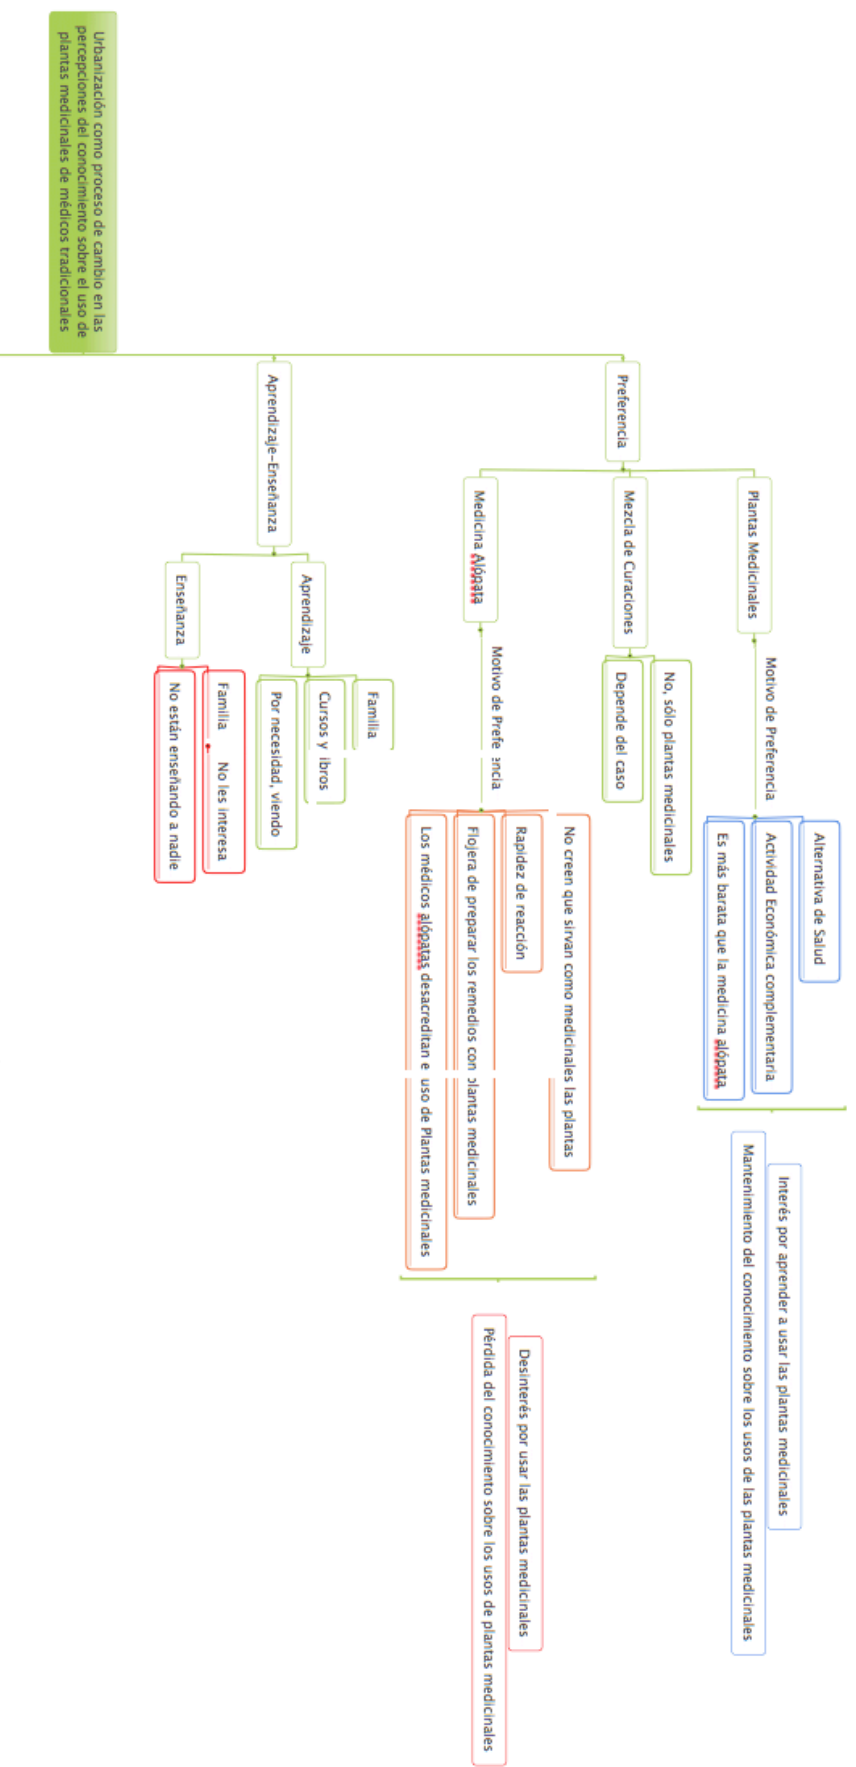 Urbanización como proceso de cambio en las
percepciones del conocimiento sobre el uso de
plantas medicinales de médicos tradicionales
Preferencia
Plantas Medicinales
Motivo de Preferencia
Alternativa de Salud
Actividad Económica complementaria
Es más barata que la medicina alópata
Interés por aprender a usar las plantas medicinales
Mantenimiento del conocimiento sobre los usos de las plantas medicinales
Mezcla de Curaciones
No, sólo plantas medicinales
Depende del caso
Medicina Alópata
Motivo de Prefe encia
No creen que sirvan como medicinales las plantas
Rapidez de reacción
Flojera de preparar los remedios con plantas medicinales
Los médicos alópatas desacreditan e uso de Plantas medicinales
Desinterés por usar las plantas medicinales
Pérdida del conocimiento sobre los usos de plantas medicinales
Aprendizaje-Enseñanza
Aprendizaje
Familia
Cursos y ibros
Por necesidad, viendo
Enseñanza
Familia No les interesa
No están enseñando a nadie